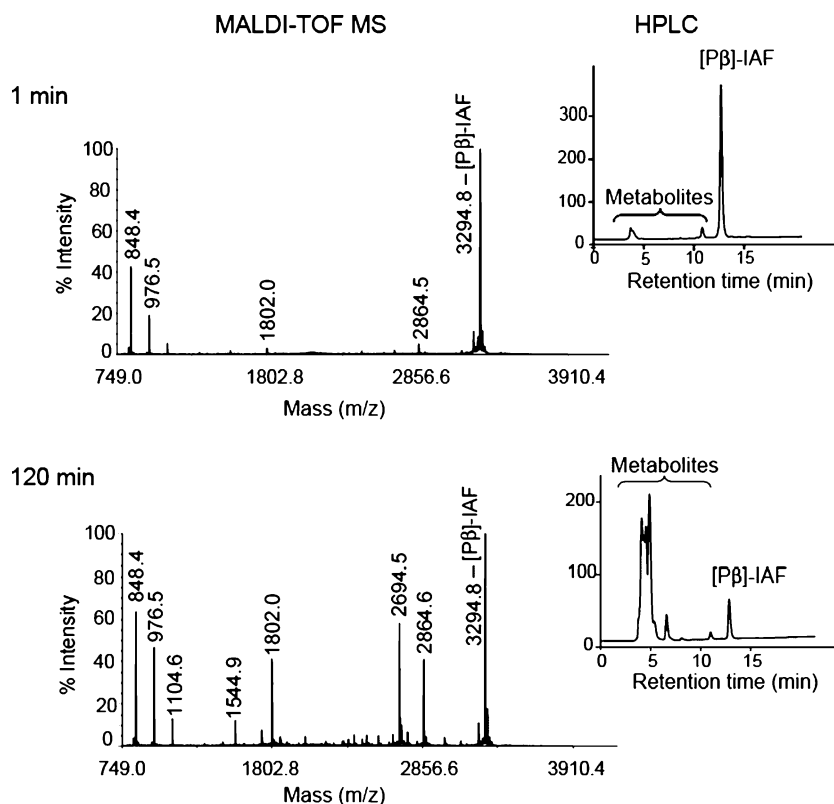 MALDI-TOF MS
HPLC
1 min
% Intensity
100
80
60
40
20
0
848.4
976.5
1802.0
2864.5
3294.8 – [Pβ]-IAF
749.0 1802.8 2856.6 3910.4
Mass (m/z)
[Pβ]-IAF
300
200
100
0
Metabolites
0 5 10 15
Retention time (min)
120 min
% Intensity
100
80
60
40
20
0
848.4
976.5
1104.6
1544.9
1802.0
2694.5
2864.6
3294.8 – [Pβ]-IAF
749.0 1802.8 2856.6 3910.4
Mass (m/z)
Metabolites
200
100
0
[Pβ]-IAF
0 5 10 15
Retention time (min)